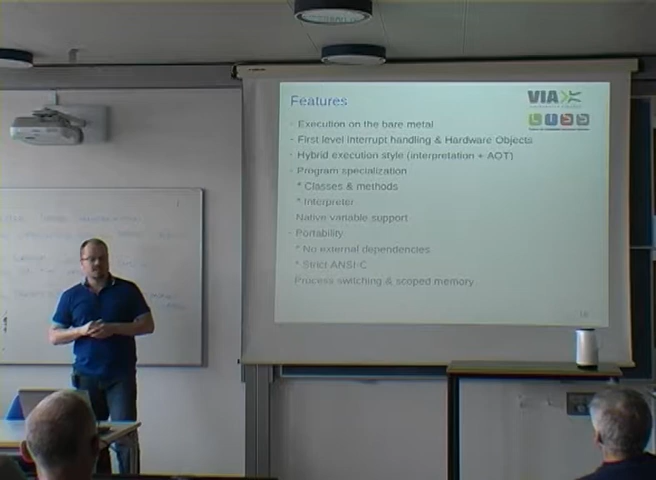 Features
VIA
- Execution on the bare metal
- First level interrupt handling & Hardware Objects
- Hybrid execution style (interpretation + AOT)
- Program specialization
* Classes & methods
* Interpreter
Native variable support
- Portability
* No external dependencies
* Strict ANSI-C
Process switching & scoped memory